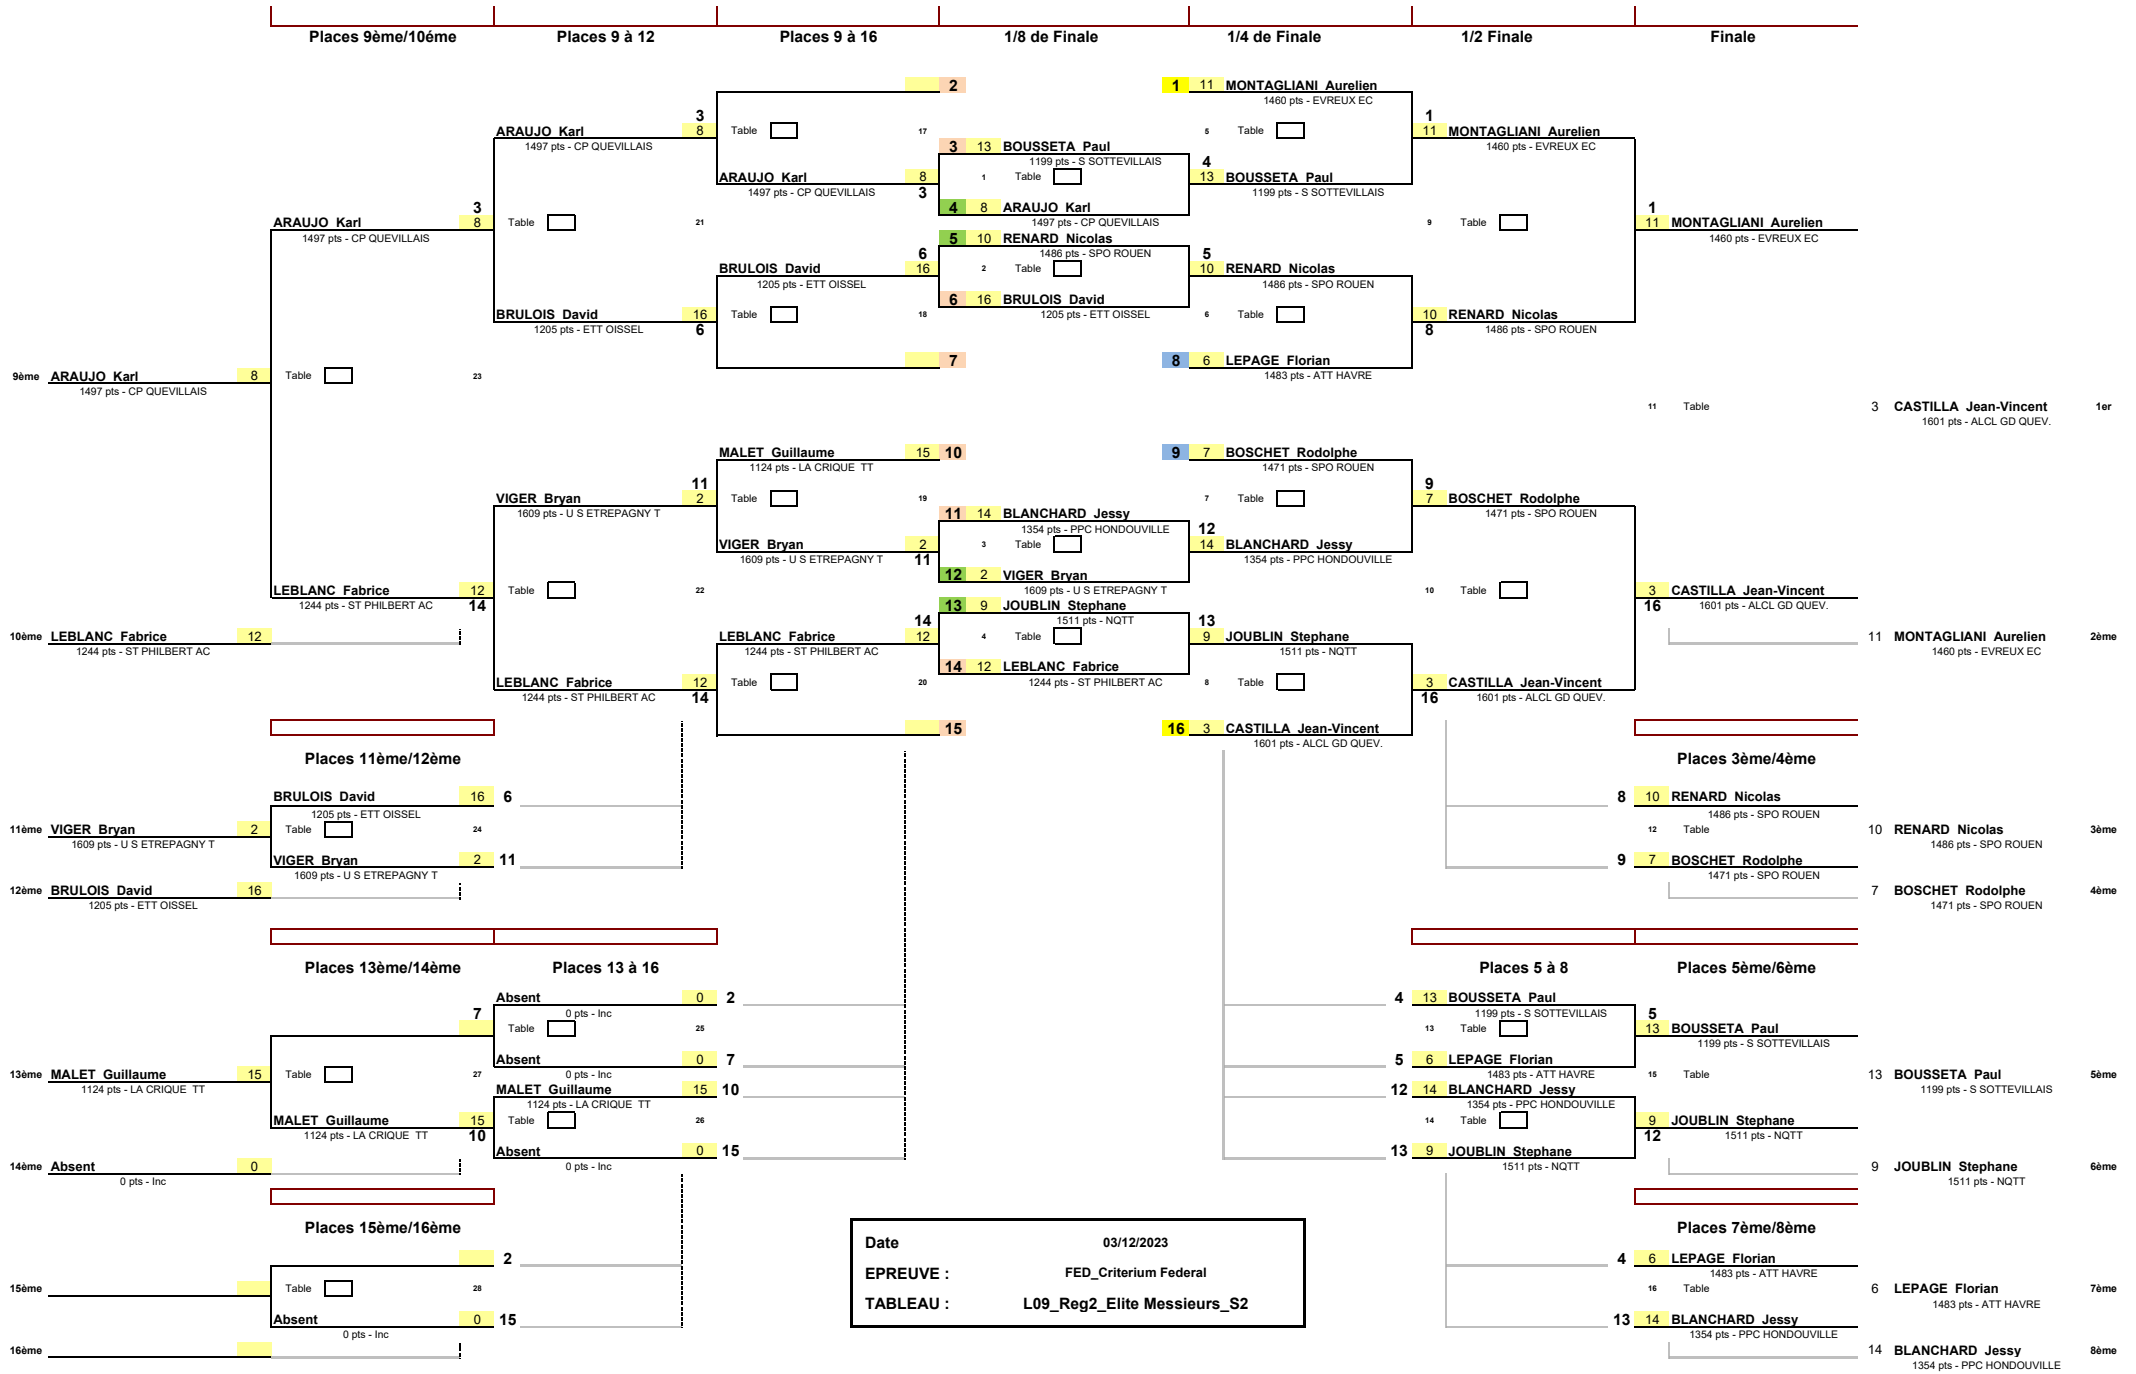 Places 9ème/10éme Places 9 à 12 Places 9 à 16 1/8 de Finale 1/4 de Finale 1/2 Finale Finale
2 1 11 MONTAGLIANI Aurelien
1460 pts - EVREUX EC
3 1
ARAUJO Karl 8 Table 17 5 Table 11 MONTAGLIANI Aurelien
1497 pts - CP QUEVILLAIS 3 13 BOUSSETA Paul 1460 pts - EVREUX EC
1199 pts - S SOTTEVILLAIS 4
ARAUJO Karl 8 1 Table 13 BOUSSETA Paul
1497 pts - CP QUEVILLAIS 3 1199 pts - S SOTTEVILLAIS
3 4 8 ARAUJO Karl 1
ARAUJO Karl 8 Table 21 1497 pts - CP QUEVILLAIS 9 Table 11 MONTAGLIANI Aurelien
1497 pts - CP QUEVILLAIS 5 10 RENARD Nicolas 1460 pts - EVREUX EC
6 1486 pts - SPO ROUEN 5
BRULOIS David 16 2 Table 10 RENARD Nicolas
1205 pts - ETT OISSEL 1486 pts - SPO ROUEN
6 16 BRULOIS David
BRULOIS David 16 Table 18 1205 pts - ETT OISSEL 6 Table 10 RENARD Nicolas
1205 pts - ETT OISSEL 6 8 1486 pts - SPO ROUEN
7 8 6 LEPAGE Florian
9ème ARAUJO Karl 8 Table 23 1483 pts - ATT HAVRE
1497 pts - CP QUEVILLAIS
11 Table 3 CASTILLA Jean-Vincent 1er
1601 pts - ALCL GD QUEV.
MALET Guillaume 15 10 9 7 BOSCHET Rodolphe
1124 pts - LA CRIQUE TT 1471 pts - SPO ROUEN
11 9
VIGER Bryan 2 Table 19 7 Table 7 BOSCHET Rodolphe
1609 pts - U S ETREPAGNY T 11 14 BLANCHARD Jessy 1471 pts - SPO ROUEN
1354 pts - PPC HONDOUVILLE 12
VIGER Bryan 2 3 Table 14 BLANCHARD Jessy
1609 pts - U S ETREPAGNY T 11 1354 pts - PPC HONDOUVILLE
12 2 VIGER Bryan
LEBLANC Fabrice 12 Table 22 1609 pts - U S ETREPAGNY T 10 Table 3 CASTILLA Jean-Vincent
1244 pts - ST PHILBERT AC 14 13 9 JOUBLIN Stephane 16 1601 pts - ALCL GD QUEV.
14 1511 pts - NQTT 13
10ème LEBLANC Fabrice 12 LEBLANC Fabrice 12 4 Table 9 JOUBLIN Stephane 11 MONTAGLIANI Aurelien 2ème
1244 pts - ST PHILBERT AC 1244 pts - ST PHILBERT AC 1511 pts - NQTT 1460 pts - EVREUX EC
14 12 LEBLANC Fabrice
LEBLANC Fabrice 12 Table 20 1244 pts - ST PHILBERT AC 8 Table 3 CASTILLA Jean-Vincent
1244 pts - ST PHILBERT AC 14 16 1601 pts - ALCL GD QUEV.
15 16 3 CASTILLA Jean-Vincent
1601 pts - ALCL GD QUEV.
Places 11ème/12ème Places 3ème/4ème
BRULOIS David 16 6 8 10 RENARD Nicolas
1205 pts - ETT OISSEL 1486 pts - SPO ROUEN
11ème VIGER Bryan 2 Table 24 12 Table 10 RENARD Nicolas 3ème
1609 pts - U S ETREPAGNY T 1486 pts - SPO ROUEN
VIGER Bryan 2 11 9 7 BOSCHET Rodolphe
1609 pts - U S ETREPAGNY T 1471 pts - SPO ROUEN
12ème BRULOIS David 16 7 BOSCHET Rodolphe 4ème
1205 pts - ETT OISSEL 1471 pts - SPO ROUEN
Places 13ème/14ème Places 13 à 16 Places 5 à 8 Places 5ème/6ème
Absent 0 2 4 13 BOUSSETA Paul
7 0 pts - Inc 1199 pts - S SOTTEVILLAIS 5
Table 25 13 Table 13 BOUSSETA Paul
1199 pts - S SOTTEVILLAIS
Absent 0 7 5 6 LEPAGE Florian
0 pts - Inc 1483 pts - ATT HAVRE
13ème MALET Guillaume 15 Table 27 15 Table 13 BOUSSETA Paul 5ème
1124 pts - LA CRIQUE TT MALET Guillaume 15 10 12 14 BLANCHARD Jessy 1199 pts - S SOTTEVILLAIS
1124 pts - LA CRIQUE TT 1354 pts - PPC HONDOUVILLE
MALET Guillaume 15 Table 26 14 Table 9 JOUBLIN Stephane
1124 pts - LA CRIQUE TT 10 12 1511 pts - NQTT
Absent 0 15 13 9 JOUBLIN Stephane
14ème Absent 0 0 pts - Inc 1511 pts - NQTT 9 JOUBLIN Stephane 6ème
0 pts - Inc 1511 pts - NQTT
Places 15ème/16ème Places 7ème/8ème
Date 03/12/2023
2 4 6 LEPAGE Florian
EPREUVE : FED_Criterium Federal 1483 pts - ATT HAVRE
15ème Table 28 16 Table 6 LEPAGE Florian 7ème
TABLEAU : L09_Reg2_Elite Messieurs_S2 1483 pts - ATT HAVRE
Absent 0 15 13 14 BLANCHARD Jessy
0 pts - Inc 1354 pts - PPC HONDOUVILLE
16ème 14 BLANCHARD Jessy 8ème
1354 pts - PPC HONDOUVILLE